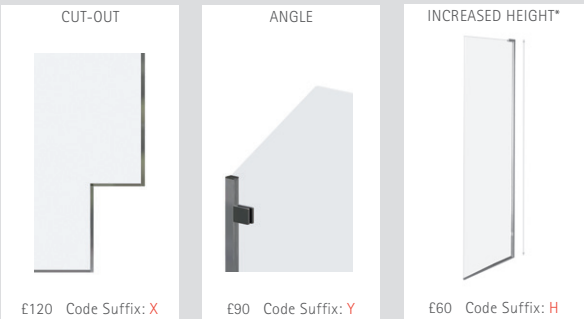 CUT-OUT
£120 Code Suffix: X
ANGLE
£90 Code Suffix: Y
INCREASED HEIGHT*
£60 Code Suffix: H